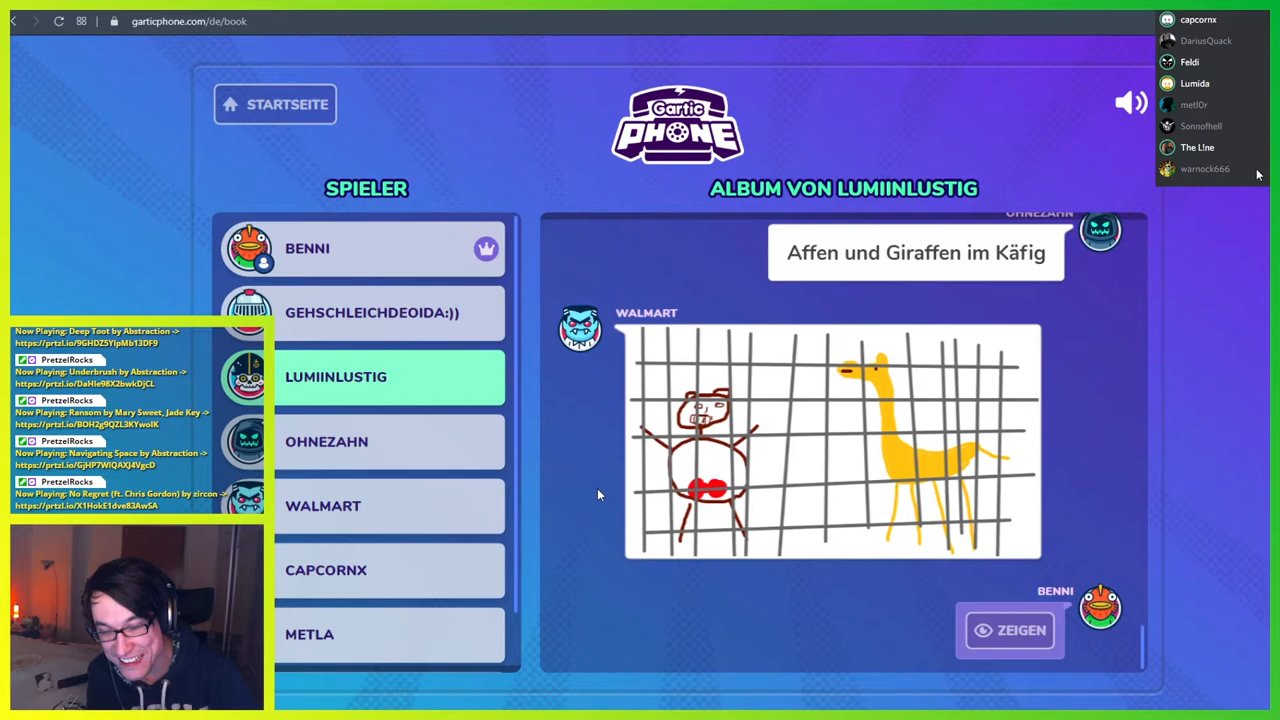 garticphone.com/de/book
capcornx
DariusQuack
Feldi
Lumida
metl0r
Sonnofhell
The L!ne
warnock666
STARTSEITE
Gartic
PHONE
SPIELER
ALBUM VON LUMIINLUSTIG
BENNI
GEHSCHLEICHDEOIDA:))
LUMIINLUSTIG
OHNEZAHN
WALMART
CAPCORNX
METLA
OHNEZAHN
Affen und Giraffen im Käfig
WALMART
BENNI
ZEIGEN
Now Playing: Deep Toot by Abstraction ->
https://prtzl.io/9GHDZ5YlpMb13DF9
PretzelRocks
Now Playing: Underbrush by Abstraction ->
https://prtzl.io/DaHle98X2bwkDjCL
PretzelRocks
Now Playing: Ransom by Mary Sweet, Jade Key ->
https://prtzl.io/BOH2g9QZL3KYwoIK
PretzelRocks
Now Playing: Navigating Space by Abstraction ->
https://prtzl.io/GjHP7WlQAXJ4VgcD
PretzelRocks
Now Playing: No Regret (ft. Chris Gordon) by zircon ->
https://prtzl.io/X1HokE1dve83AwSA